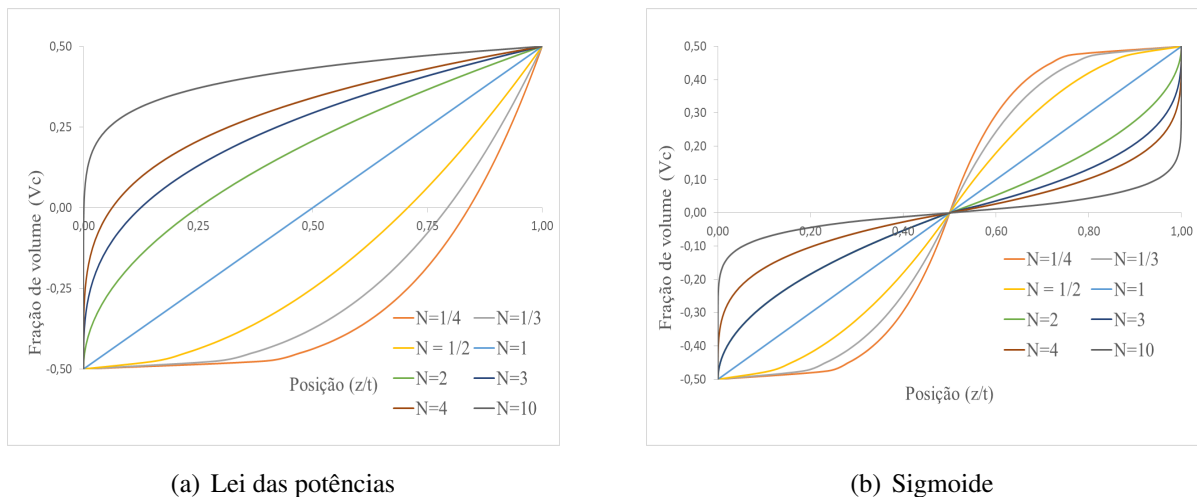 0,50
0,25
0,00
-0,25
-0,50
0,00
0,25
0,50
0,75
1,00
Fração de volume (Vc)
Posição (z/t)
N=1/4
N=1/3
N = 1/2
N=1
N=2
N=3
N=4
N=10
(a) Lei das potências
0,50
0,40
0,30
0,20
0,10
0,00
-0,10
-0,20
-0,30
-0,40
-0,50
0,00
0,20
0,40
0,60
0,80
1,00
Fração de volume (Vc)
Posição (z/t)
N=1/4
N=1/3
N = 1/2
N=1
N=2
N=3
N=4
N=10
(b) Sigmoide